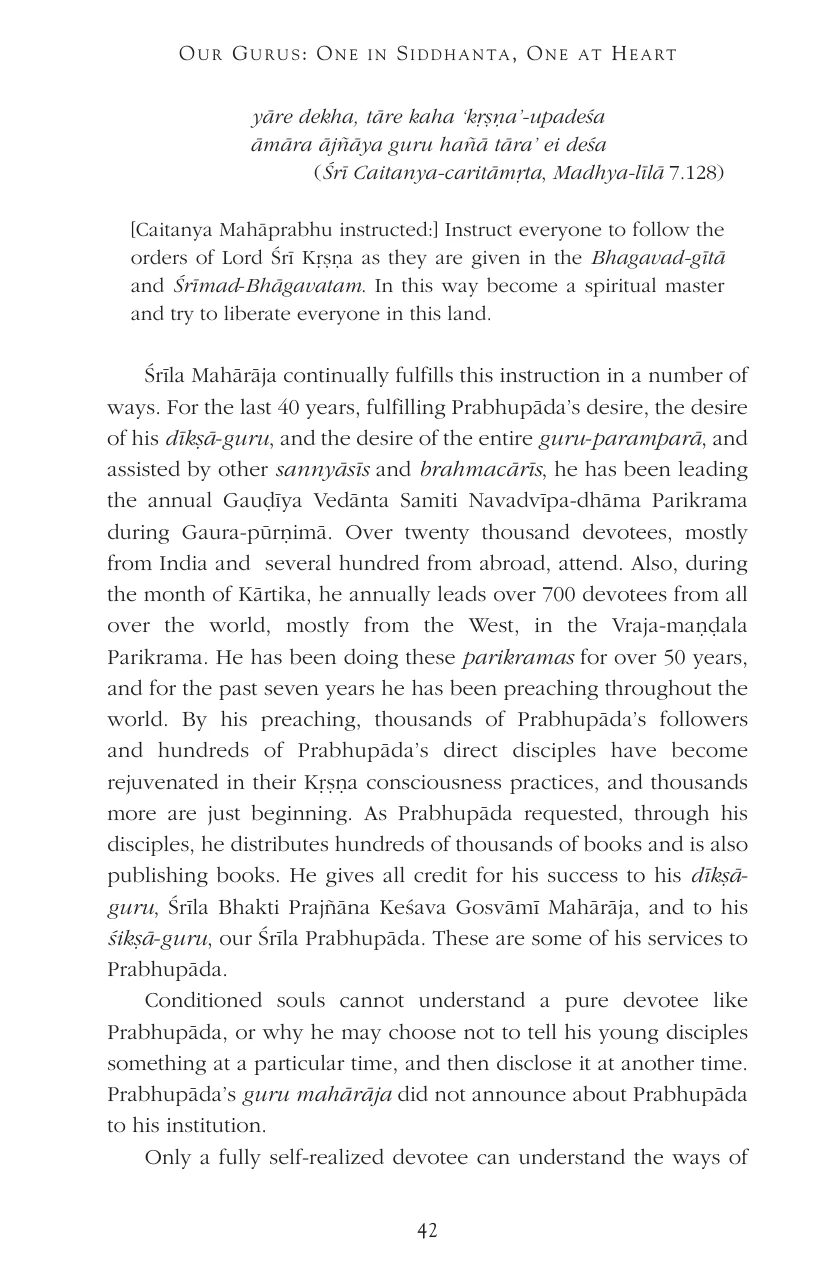 OUR GURUS: ONE IN SIDDHANTA, ONE AT HEART
yāre dekha, tāre kaha ‘kṛṣṇa’-upadeśa
āmāra ājñāya guru hañā tāra’ ei deśa
(Śrī Caitanya-caritāmṛta, Madhya-līlā 7.128)
[Caitanya Mahāprabhu instructed:] Instruct everyone to follow the
orders of Lord Śrī Kṛṣṇa as they are given in the Bhagavad-gītā
and Śrīmad-Bhāgavatam. In this way become a spiritual master
and try to liberate everyone in this land.
Śrīla Mahārāja continually fulfills this instruction in a number of
ways. For the last 40 years, fulfilling Prabhupāda’s desire, the desire
of his dīkṣā-guru, and the desire of the entire guru-paramparā, and
assisted by other sannyāsīs and brahmacārīs, he has been leading
the annual Gauḍīya Vedānta Samiti Navadvīpa-dhāma Parikrama
during Gaura-pūrṇimā. Over twenty thousand devotees, mostly
from India and several hundred from abroad, attend. Also, during
the month of Kārtika, he annually leads over 700 devotees from all
over the world, mostly from the West, in the Vraja-maṇḍala
Parikrama. He has been doing these parikramas for over 50 years,
and for the past seven years he has been preaching throughout the
world. By his preaching, thousands of Prabhupāda’s followers
and hundreds of Prabhupāda’s direct disciples have become
rejuvenated in their Kṛṣṇa consciousness practices, and thousands
more are just beginning. As Prabhupāda requested, through his
disciples, he distributes hundreds of thousands of books and is also
publishing books. He gives all credit for his success to his dīkṣā-
guru, Śrīla Bhakti Prajñāna Keśava Gosvāmī Mahārāja, and to his
śikṣā-guru, our Śrīla Prabhupāda. These are some of his services to
Prabhupāda.
Conditioned souls cannot understand a pure devotee like
Prabhupāda, or why he may choose not to tell his young disciples
something at a particular time, and then disclose it at another time.
Prabhupāda’s guru mahārāja did not announce about Prabhupāda
to his institution.
Only a fully self-realized devotee can understand the ways of
42